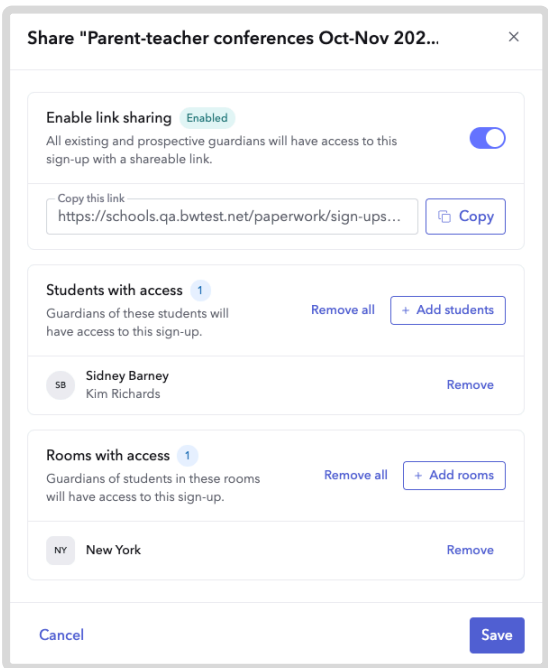 Share "Parent-teacher conferences Oct-Nov 202...
Enable link sharing Enabled
All existing and prospective guardians will have access to this
sign-up with a shareable link.
Copy this link
https://schools.qa.bwtest.net/paperwork/sign-ups...
Copy
Students with access 1
Guardians of these students will
have access to this sign-up.
Remove all
+ Add students
SB
Sidney Barney
Kim Richards
Remove
Rooms with access 1
Guardians of students in these rooms
will have access to this sign-up.
Remove all
+ Add rooms
NY
New York
Remove
Cancel
Save